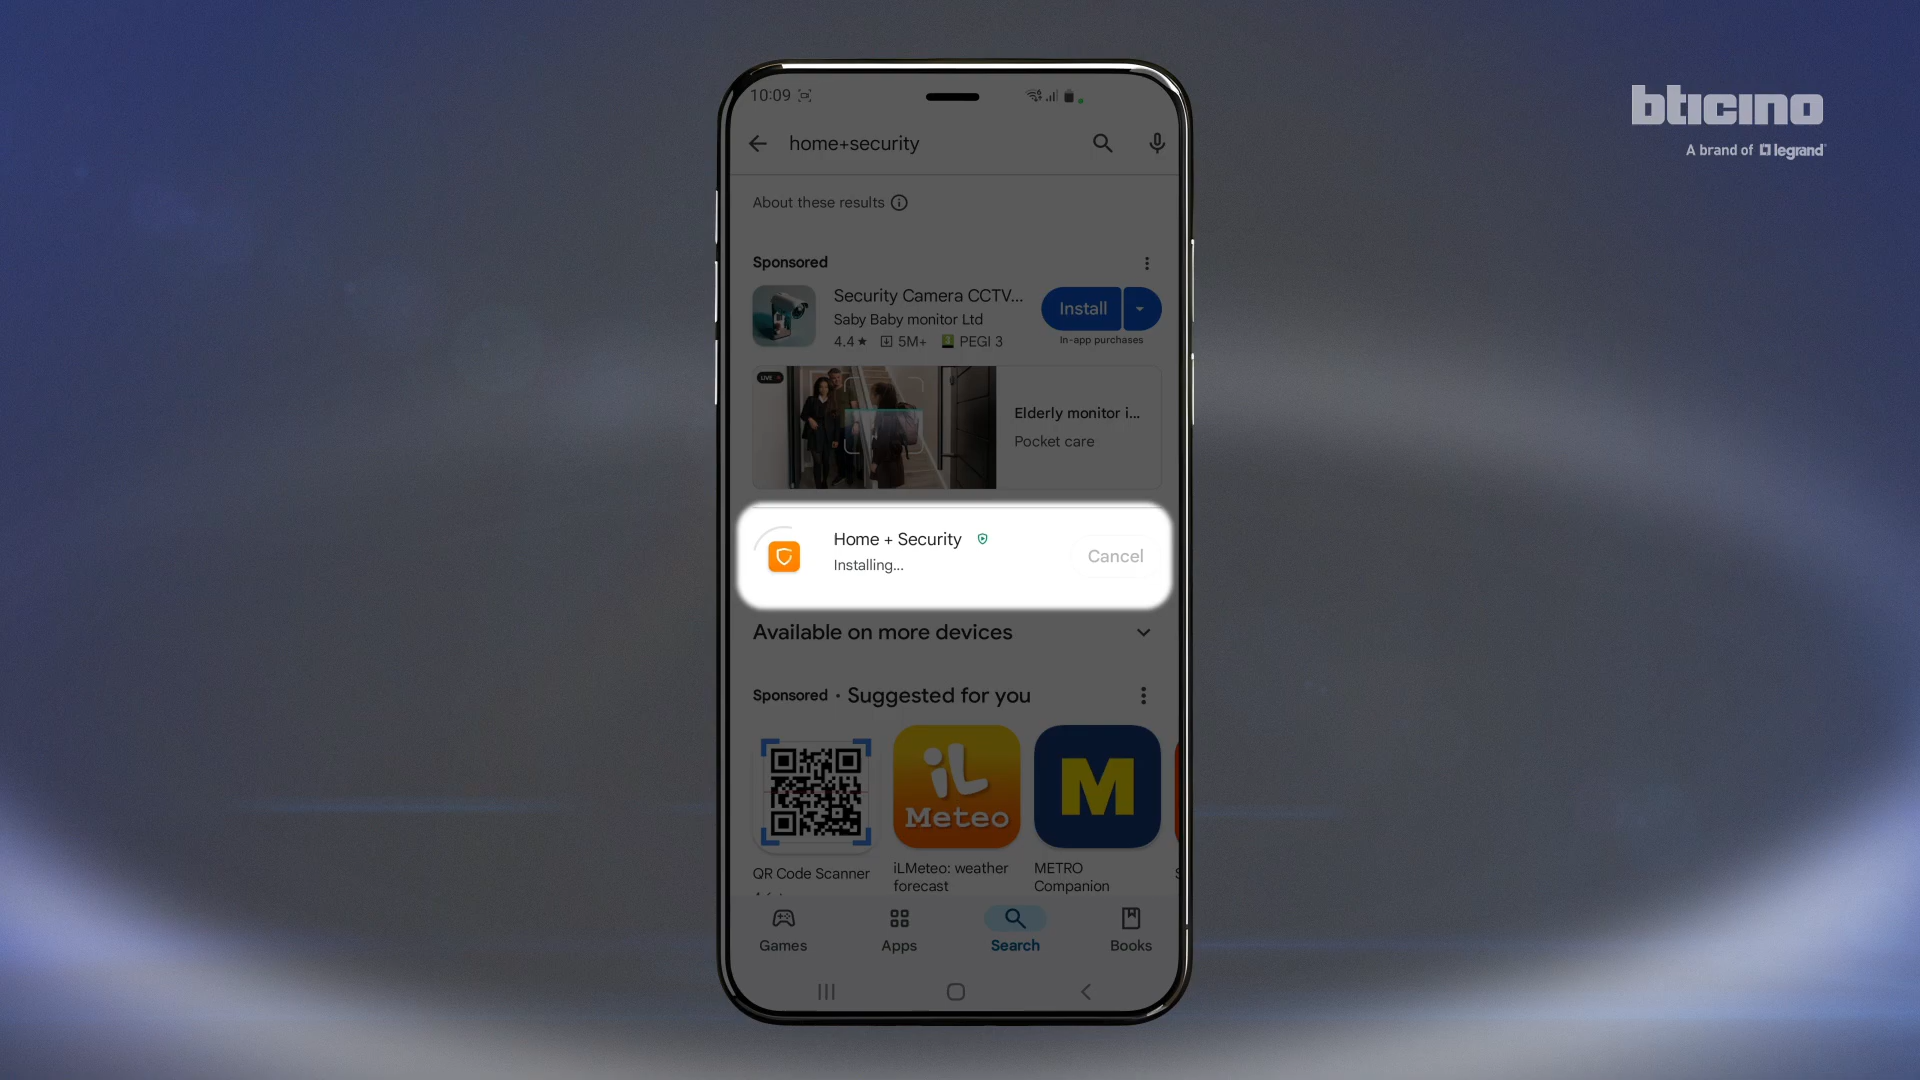 bticino
A brand of legrand
10:09
home+security
About these results
Sponsored
Security Camera CCTV...
Saby Baby monitor Ltd
Install
4.4★ 5M+ 3 PEGI 3
In-app purchases
LIVE
Elderly monitor i...
Pocket care
Home + Security
Installing...
Cancel
Available on more devices
Sponsored · Suggested for you
iL
Meteo
M
QR Code Scanner
iLMeteo: weather
forecast
METRO
Companion
Games
Apps
Search
Books